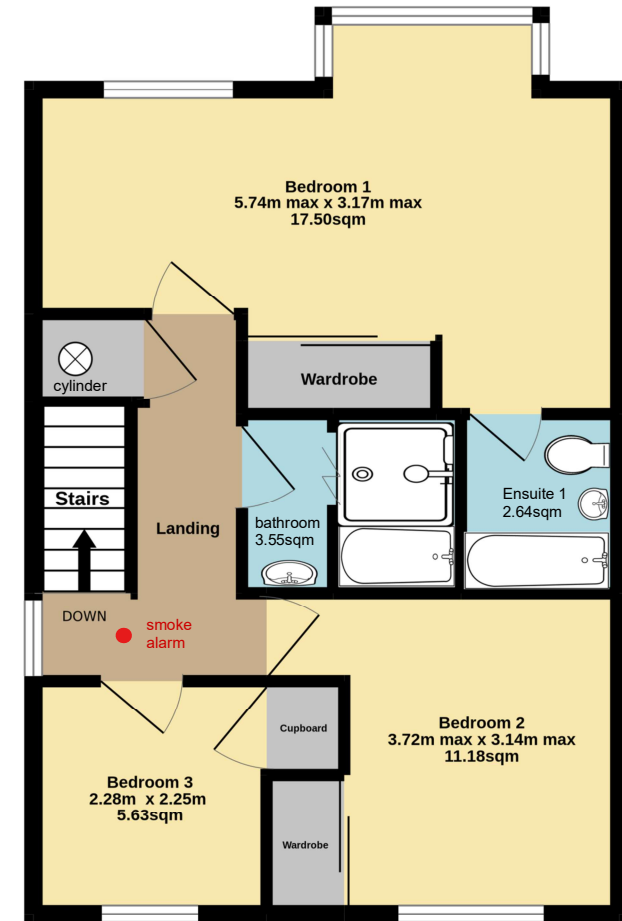 Bedroom 1
5.74m max x 3.17m max
17.50sqm
cylinder
Wardrobe
Stairs
Landing
bathroom
3.55sqm
Ensuite 1
2.64sqm
DOWN
smoke
alarm
Cupboard
Bedroom 2
3.72m max x 3.14m max
11.18sqm
Bedroom 3
2.28m x 2.25m
5.63sqm
Wardrobe